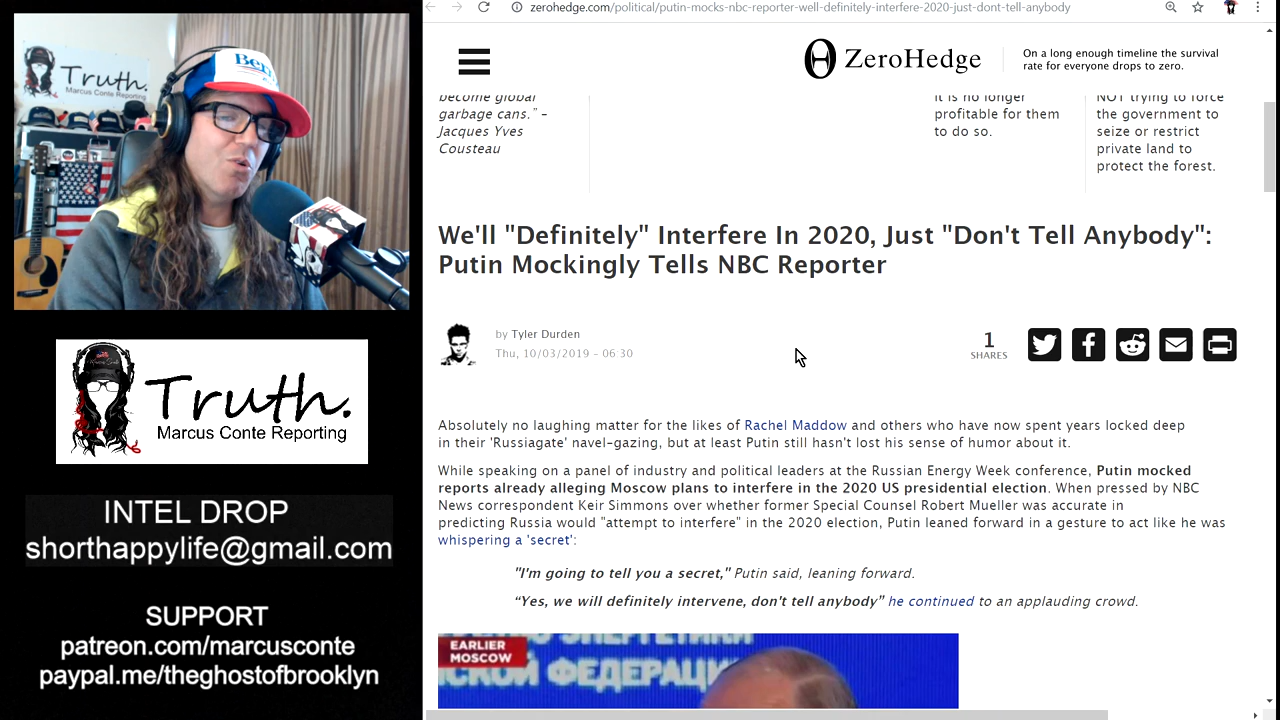 Truth.
Marcus Conte Reporting
Ber
Truth.
Marcus Conte Reporting
INTEL DROP
shorthappylife@gmail.com
SUPPORT
patreon.com/marcusconte
paypal.me/theghostofbrooklyn
zerohedge.com/political/putin-mocks-nbc-reporter-well-definitely-interfere-2020-just-dont-tell-anybody
ZeroHedge
On a long enough timeline the survival
rate for everyone drops to zero.
become global
garbage cans.” –
Jacques Yves
Cousteau
it is no longer
profitable for them
to do so.
NOT trying to force
the government to
seize or restrict
private land to
protect the forest.
We'll "Definitely" Interfere In 2020, Just "Don't Tell Anybody":
Putin Mockingly Tells NBC Reporter
by Tyler Durden
Thu, 10/03/2019 - 06:30
1
SHARES
Absolutely no laughing matter for the likes of Rachel Maddow and others who have now spent years locked deep
in their 'Russiagate' navel-gazing, but at least Putin still hasn't lost his sense of humor about it.
While speaking on a panel of industry and political leaders at the Russian Energy Week conference, Putin mocked
reports already alleging Moscow plans to interfere in the 2020 US presidential election. When pressed by NBC
News correspondent Keir Simmons over whether former Special Counsel Robert Mueller was accurate in
predicting Russia would "attempt to interfere" in the 2020 election, Putin leaned forward in a gesture to act like he was
whispering a 'secret':
"I'm going to tell you a secret," Putin said, leaning forward.
“Yes, we will definitely intervene, don't tell anybody” he continued to an applauding crowd.
EARLIER
MOSCOW
СКОЙ ФЕДЕРАЦИ